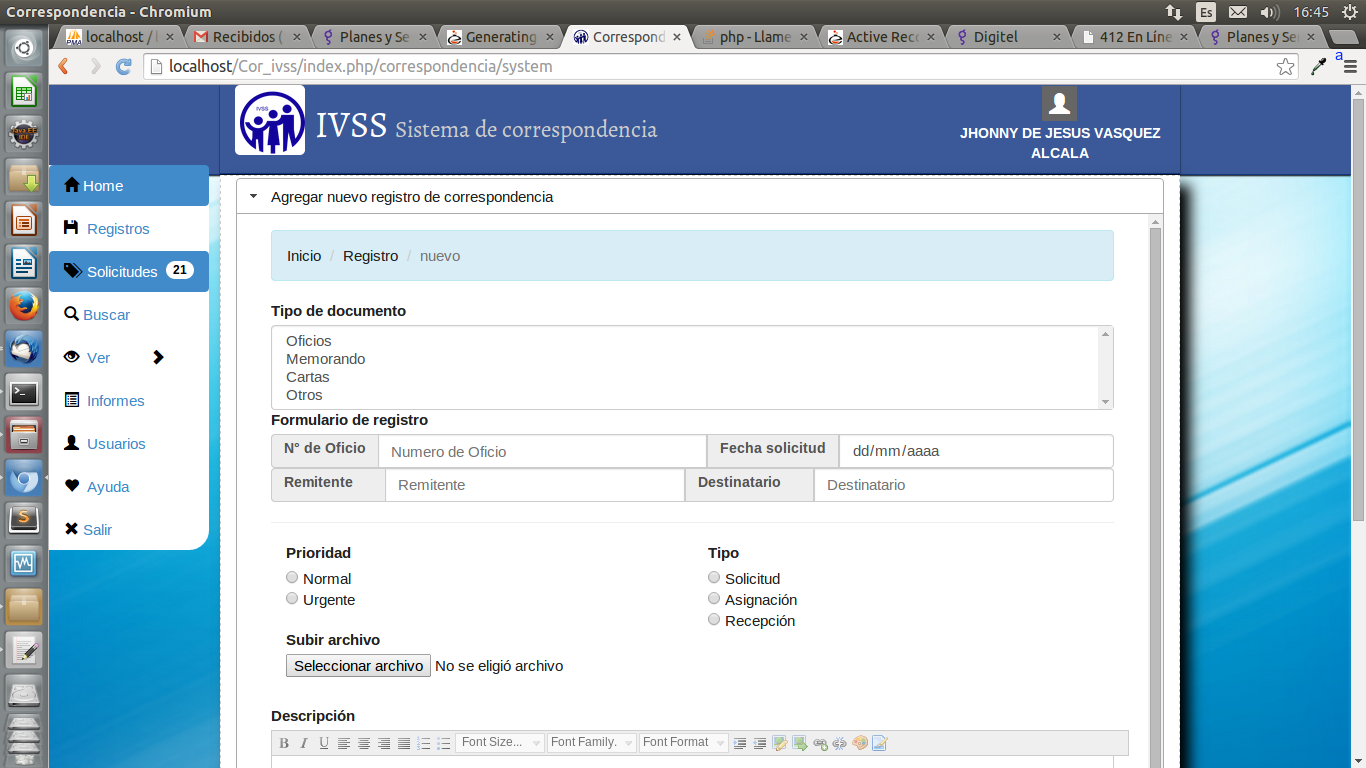 Correspondencia - Chromium
Es 16:45
localhost / l
Recibidos (
Planes y Se
Generating
Correspond
php - Llame
Active Reco
Digitel
412 En Líne
Planes y Ser
localhost/Cor_ivss/index.php/correspondencia/system
a
IVSS
IVSS Sistema de correspondencia
JHONNY DE JESUS VASQUEZ
ALCALA
Home
Registros
Solicitudes 21
Buscar
Ver
Informes
Usuarios
Ayuda
Salir
Agregar nuevo registro de correspondencia
Inicio / Registro / nuevo
Tipo de documento
Oficios
Memorando
Cartas
Otros
Formulario de registro
N° de Oficio Numero de Oficio Fecha solicitud dd/mm/aaaa
Remitente Remitente Destinatario Destinatario
Prioridad Tipo
Normal Solicitud
Urgente Asignación
Recepción
Subir archivo
Seleccionar archivo No se eligió archivo
Descripción
B I U Font Size... Font Family. Font Format